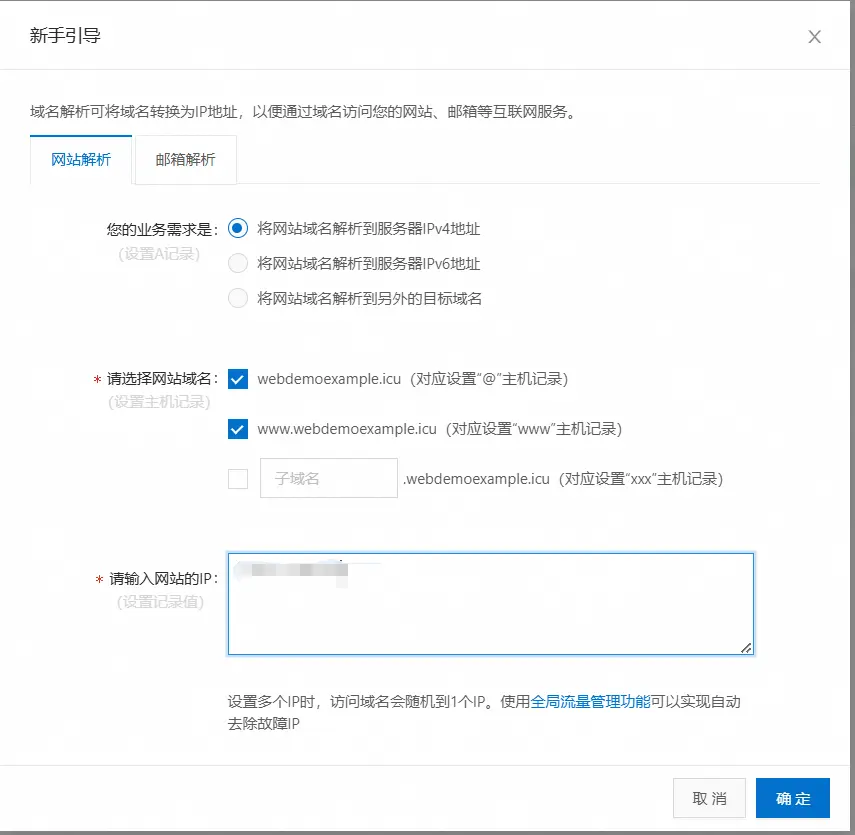 新手引导
域名解析可将域名转换为IP地址，以便通过域名访问您的网站、邮箱等互联网服务。
网站解析 邮箱解析
您的业务需求是： 将网站域名解析到服务器IPv4地址
(设置A记录)
将网站域名解析到服务器IPv6地址
将网站域名解析到另外的目标域名
* 请选择网站域名： webdemoexample.icu（对应设置“@”主机记录）
(设置主机记录)
www.webdemoexample.icu（对应设置“www”主机记录）
子域名 .webdemoexample.icu（对应设置“xxx”主机记录）
* 请输入网站的IP：
(设置记录值)
设置多个IP时，访问域名会随机到1个IP。使用全局流量管理功能可以实现自动
去除故障IP
取 消 确 定